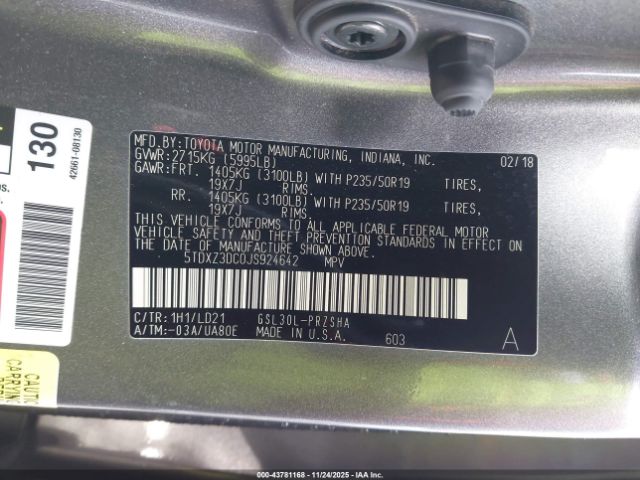 MFD.BY:TOYOTA MOTOR MANUFACTURING, INDIANA, INC. 02/18
GVWR:2715KG (5995LB)
GAWR:FRT. 1405KG (3100LB) WITH P235/50R19 TIRES,
19X7J RIMS.
RR. 1405KG (3100LB) WITH P235/50R19 TIRES,
19X7J RIMS.
THIS VEHICLE CONFORMS TO ALL APPLICABLE FEDERAL MOTOR
VEHICLE SAFETY AND THEFT PREVENTION STANDARDS IN EFFECT ON
THE DATE OF MANUFACTURE SHOWN ABOVE.
5TDXZ3DC0JS924642 MPV
C/TR:1H1/LD21 GSL30L-PRZSHA
A/TM:-03A/UA80E MADE IN U.S.A. 603 A
130
42661-08130
: 000-43781168 - 11/24/2025 - IAAI.com